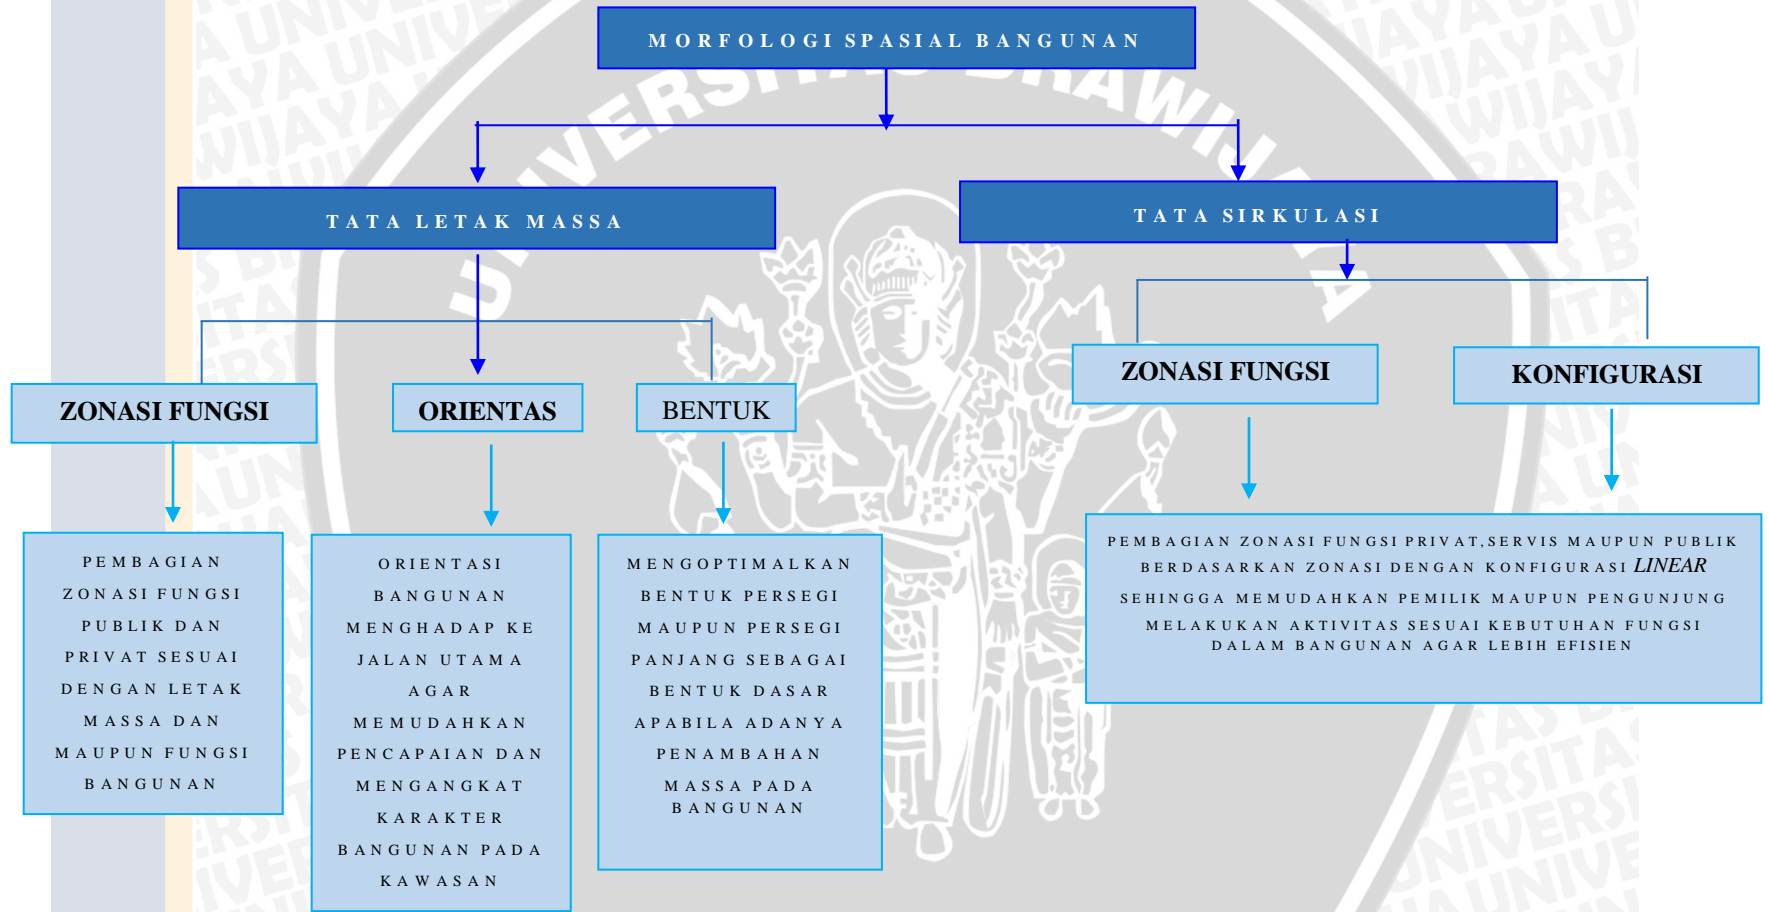 MORFOLOGI SPASIAL BANGUNAN
UNIVERSITAS BRAWIJAYA
TATA LETAK MASSA
TATA SIRKULASI
ZONASI FUNGSI
ORIENTAS
BENTUK
ZONASI FUNGSI
KONFIGURASI
PEMBAGIAN
ZONASI FUNGSI
PUBLIK DAN
PRIVAT SESUAI
DENGAN LETAK
MASSA DAN
MAUPUN FUNGSI
BANGUNAN
ORIENTASI
BANGUNAN
MENGHADAP KE
JALAN UTAMA
AGAR
MEMUDAHKAN
PENCAPAIAN DAN
MENGANGKAT
KARAKTER
BANGUNAN PADA
KAWASAN
MENGOPTIMALKAN
BENTUK PERSEGI
MAUPUN PERSEGI
PANJANG SEBAGAI
BENTUK DASAR
APABILA ADANYA
PENAMBAHAN
MASSA PADA
BANGUNAN
PEMBAGIAN ZONASI FUNGSI PRIVAT,SERVIS MAUPUN PUBLIK
BERDASARKAN ZONASI DENGAN KONFIGURASI LINEAR
SEHINGGA MEMUDAHKAN PEMILIK MAUPUN PENGUNJUNG
MELAKUKAN AKTIVITAS SESUAI KEBUTUHAN FUNGSI
DALAM BANGUNAN AGAR LEBIH EFISIEN